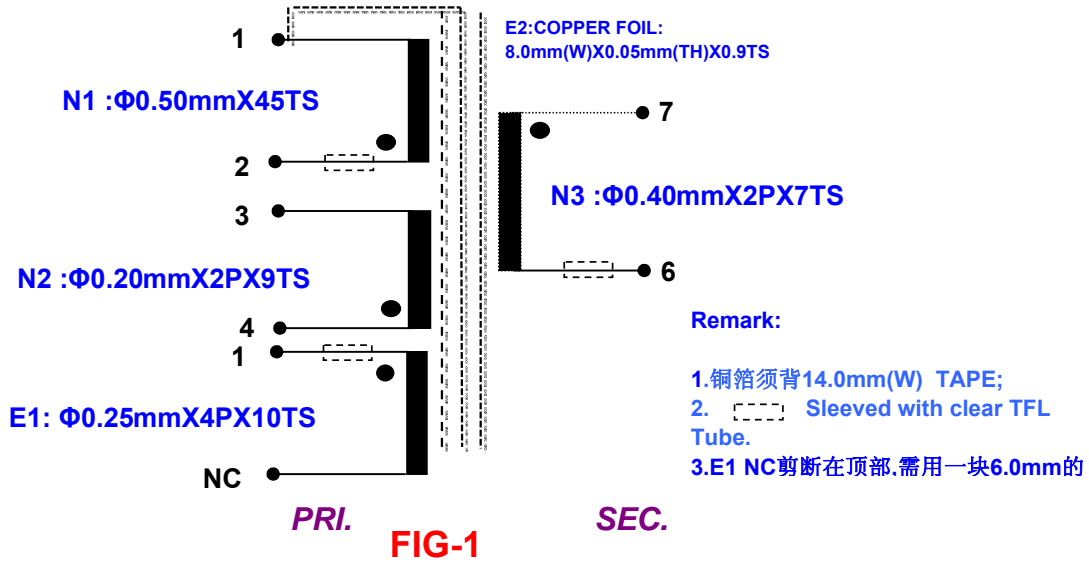 E2:COPPER FOIL:
8.0mm(W)X0.05mm(TH)X0.9TS
1
N1 :Φ0.50mmX45TS
2
3
N2 :Φ0.20mmX2PX9TS
4
1
E1: Φ0.25mmX4PX10TS
NC
7
N3 :Φ0.40mmX2PX7TS
6
Remark:
1.铜箔须背14.0mm(W) TAPE;
2. Sleeved with clear TFL
Tube.
3.E1 NC剪断在顶部,需用一块6.0mm的
PRI.
SEC.
FIG-1